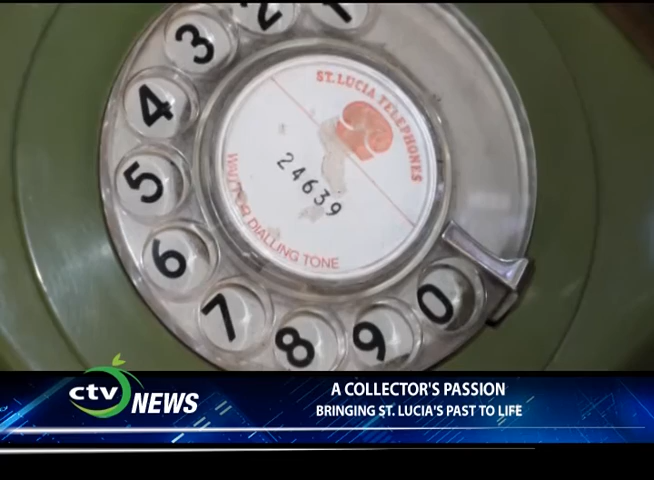 1
2
3
4
5
6
7
8
9
0
ST. LUCIA TELEPHONES
24639
WAIT FOR DIALLING TONE
ctv NEWS
A COLLECTOR'S PASSION
BRINGING ST. LUCIA'S PAST TO LIFE